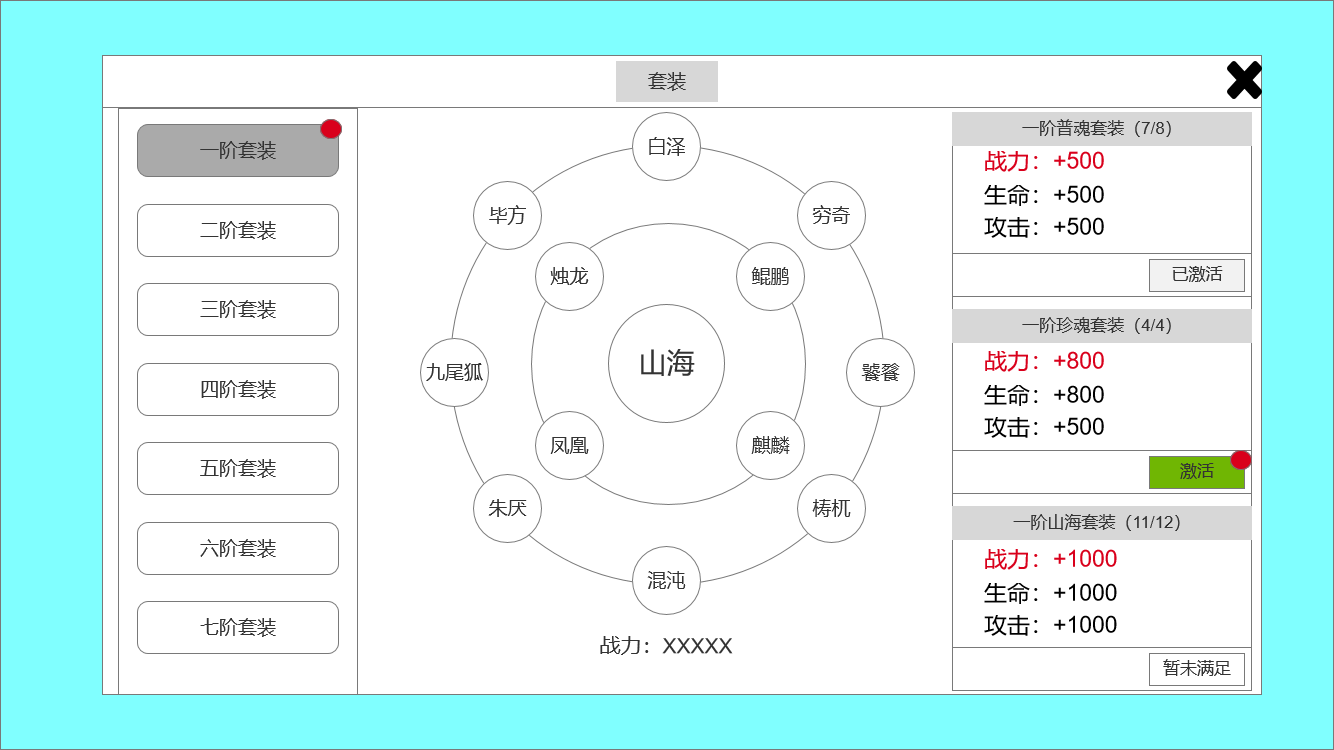 套装
一阶套装
二阶套装
三阶套装
四阶套装
五阶套装
六阶套装
七阶套装
白泽
毕方
穷奇
烛龙
鲲鹏
山海
九尾狐
饕餮
凤凰
麒麟
朱厌
梼杌
混沌
战力：XXXXX
一阶普魂套装（7/8）
战力：+500
生命：+500
攻击：+500
已激活
一阶珍魂套装（4/4）
战力：+800
生命：+800
攻击：+500
激活
一阶山海套装（11/12）
战力：+1000
生命：+1000
攻击：+1000
暂未满足